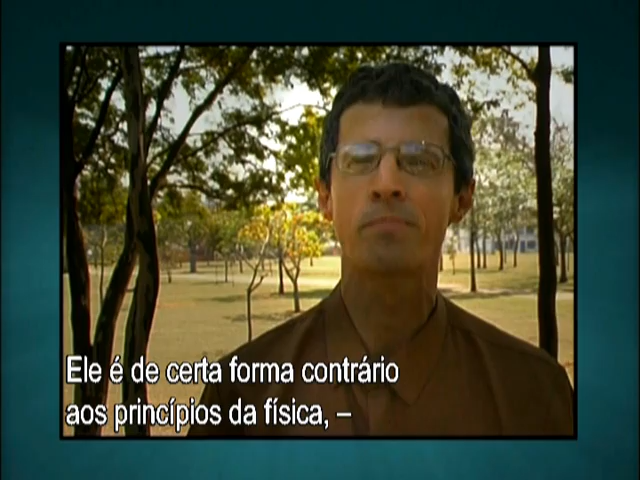 Ele é de certa forma contrário
aos princípios da física, –